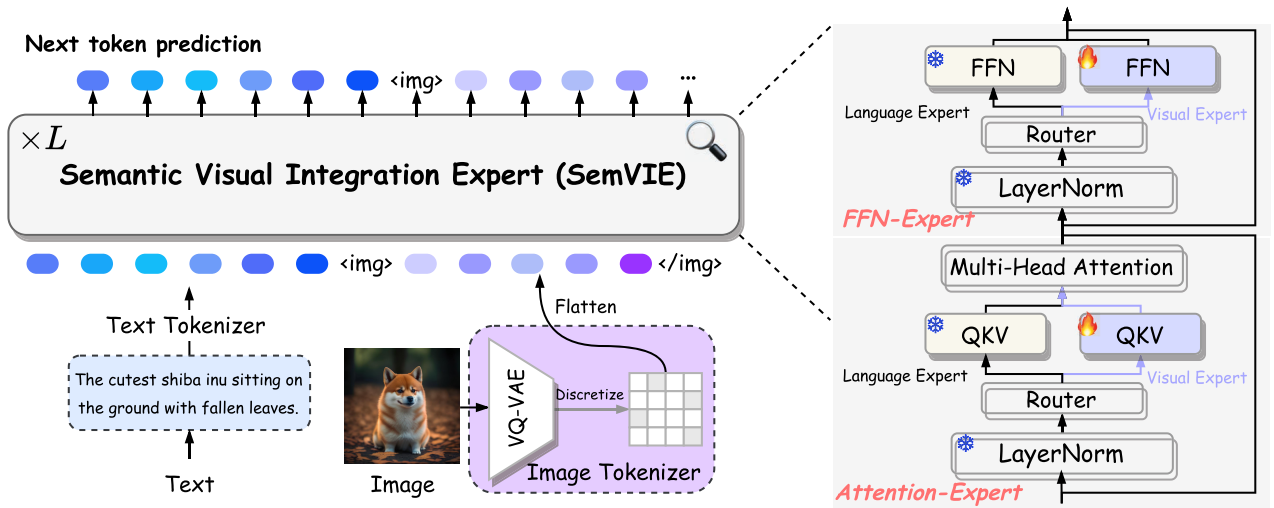 Next token prediction
<img>
...
×L
Semantic Visual Integration Expert (SemVIE)
<img>
</img>
Text Tokenizer
The cutest shiba inu sitting on
the ground with fallen leaves.
Text
Image
Flatten
VQ-VAE
Discretize
Image Tokenizer
FFN
FFN
Language Expert
Visual Expert
Router
LayerNorm
FFN-Expert
Multi-Head Attention
QKV
QKV
Language Expert
Visual Expert
Router
LayerNorm
Attention-Expert